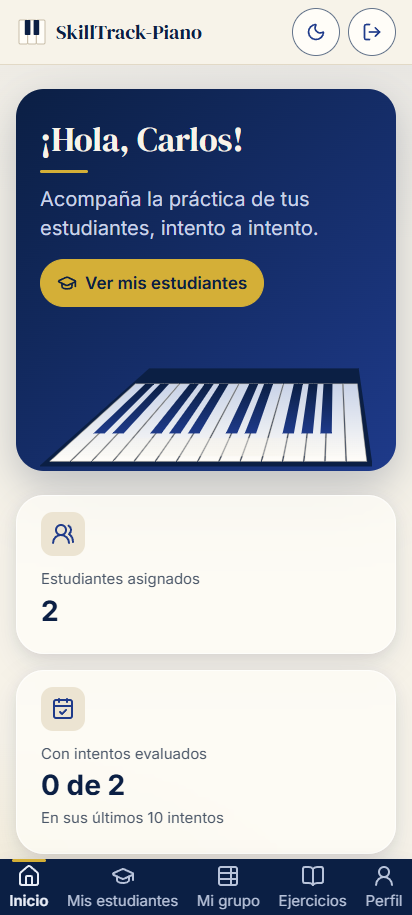 SkillTrack-Piano
¡Hola, Carlos!
Acompaña la práctica de tus
estudiantes, intento a intento.
Ver mis estudiantes
Estudiantes asignados
2
Con intentos evaluados
0 de 2
En sus últimos 10 intentos
Inicio
Mis estudiantes
Mi grupo
Ejercicios
Perfil